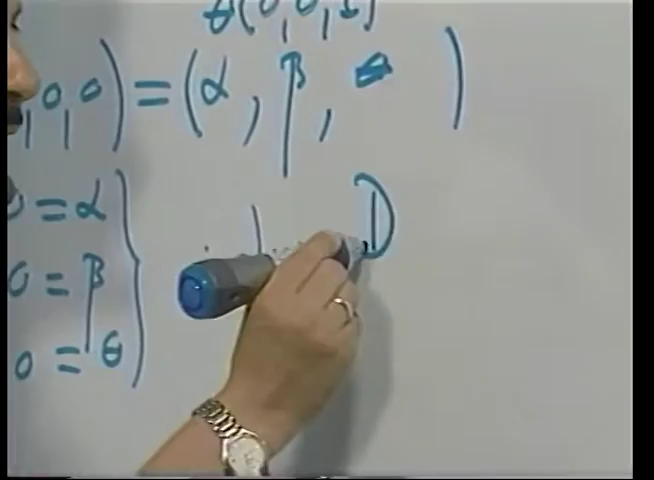 θ(0,0,1)
,0,0) = (α, β, )
0 = α
0 = β
0 = θ
D